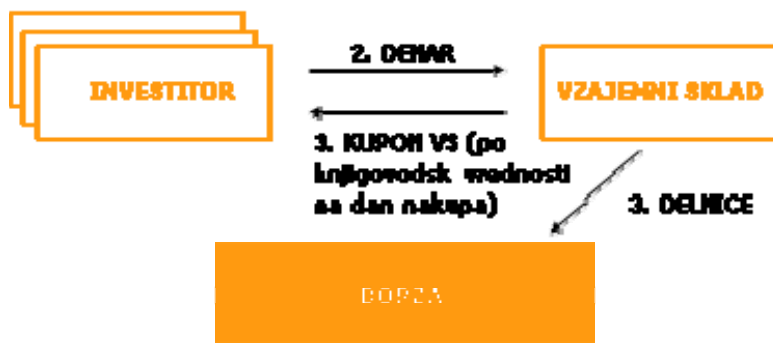 2. DENAR
INVESTITOR
VZAJEMNI SKLAD
3. KUPON VS (po
knjigovodsk vrednosti
na dan nakupa)
3. DELNICE
BORZA